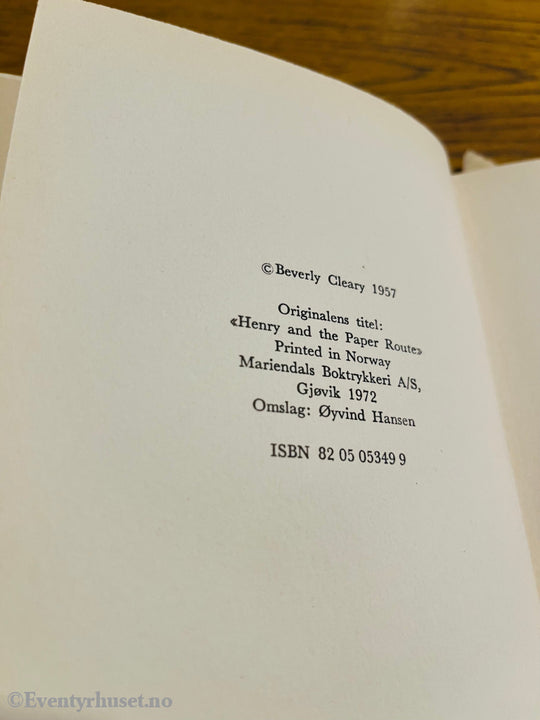 ©Beverly Cleary 1957
Originalens titel:
«Henry and the Paper Route»
Printed in Norway
Mariendals Boktrykkeri A/S,
Gjøvik 1972
Omslag: Øyvind Hansen
ISBN 82 05 05349 9
©Eventyrhuset.no